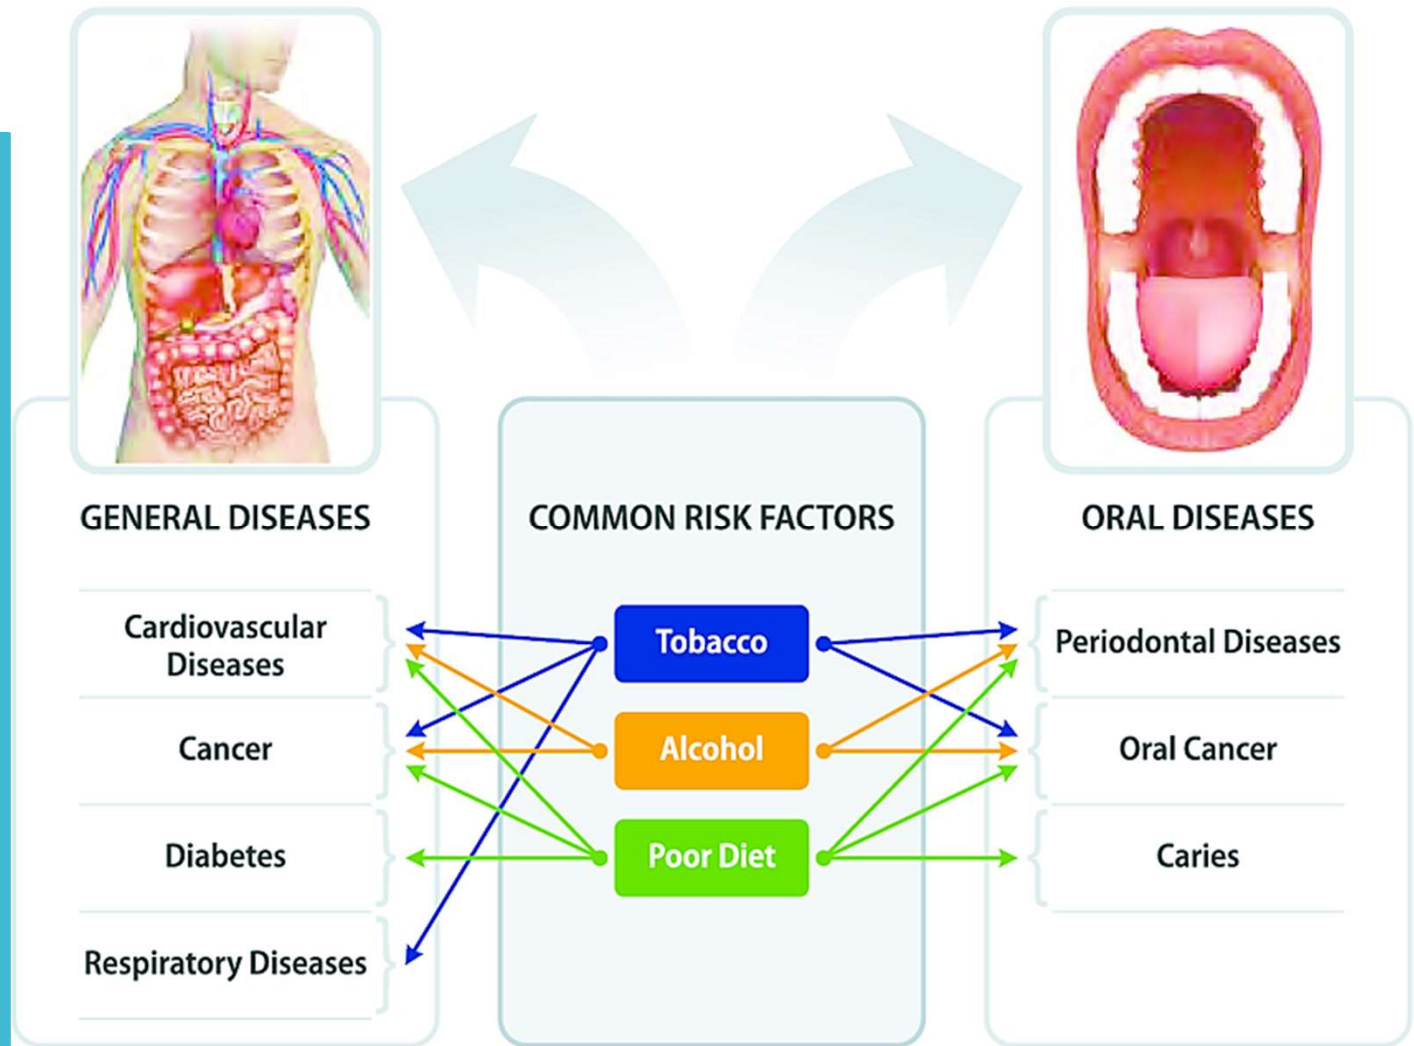 GENERAL DISEASES
Cardiovascular
Diseases
Cancer
Diabetes
Respiratory Diseases
COMMON RISK FACTORS
Tobacco
Alcohol
Poor Diet
ORAL DISEASES
Periodontal Diseases
Oral Cancer
Caries